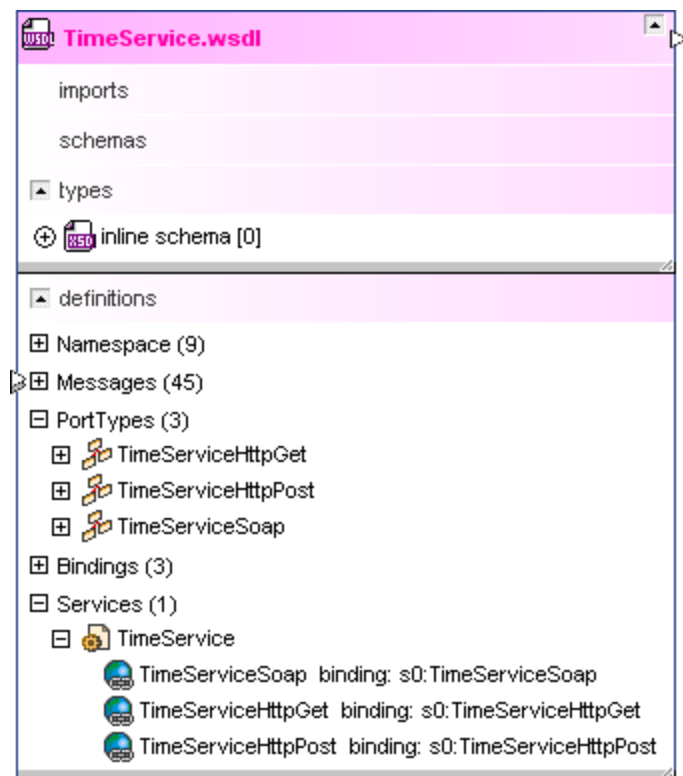 TimeService.wsdl
imports
schemas
types
inline schema [0]
definitions
Namespace (9)
Messages (45)
PortTypes (3)
TimeServiceHttpGet
TimeServiceHttpPost
TimeServiceSoap
Bindings (3)
Services (1)
TimeService
TimeServiceSoap binding: s0:TimeServiceSoap
TimeServiceHttpGet binding: s0:TimeServiceHttpGet
TimeServiceHttpPost binding: s0:TimeServiceHttpPost